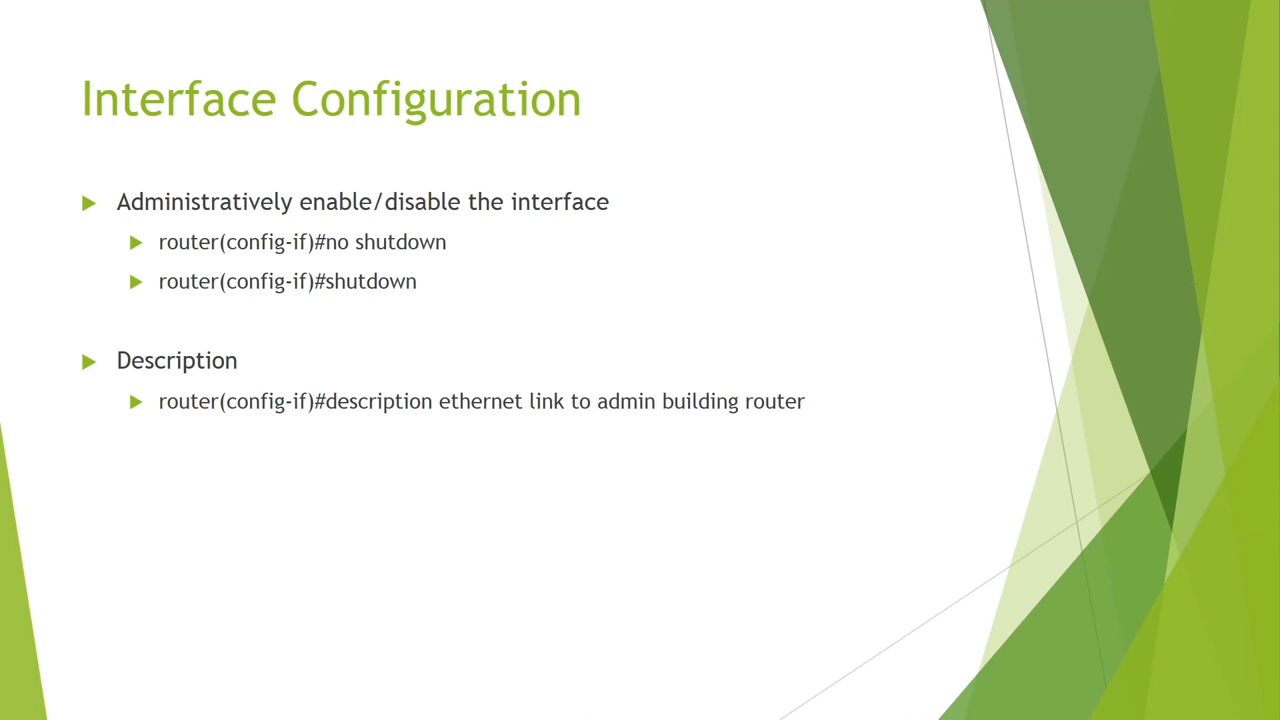 Interface Configuration
Administratively enable/disable the interface
router(config-if)#no shutdown
router(config-if)#shutdown
Description
router(config-if)#description ethernet link to admin building router